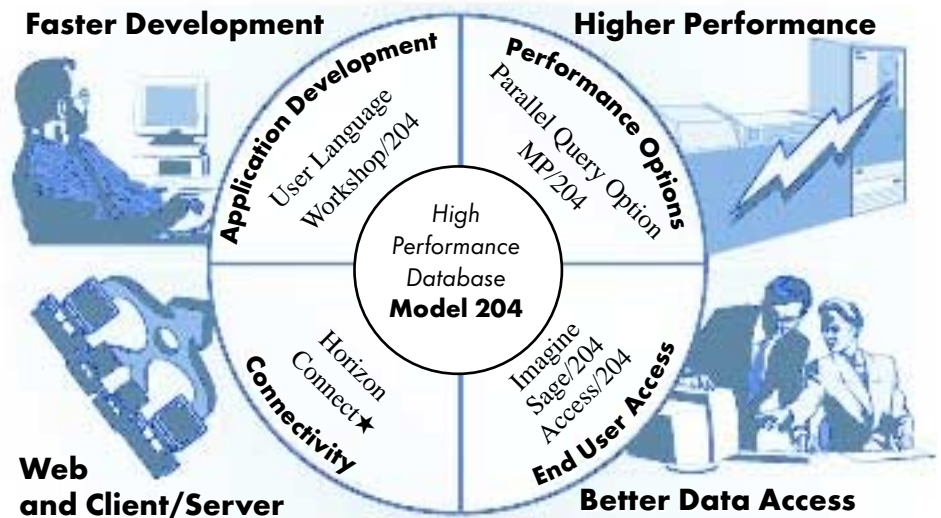 Faster Development
Higher Performance
Application Development
User Language
Workshop/204
Performance Options
Parallel Query Option
MP/204
High
Performance
Database
Model 204
Connectivity
Horizon
Connect★
Imagine
Sage/204
Access/204
End User Access
Web
and Client/Server
Better Data Access